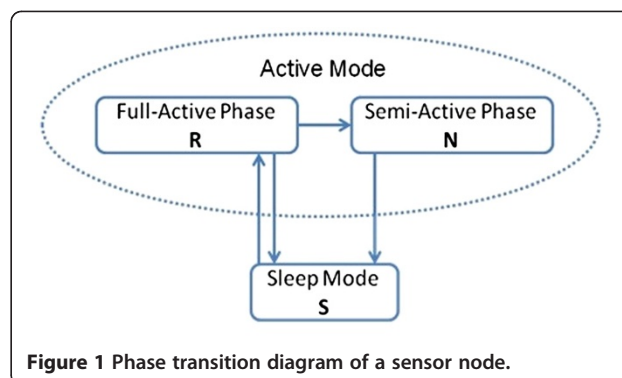 Active Mode
Full-Active Phase
R
Semi-Active Phase
N
Sleep Mode
S
Figure 1 Phase transition diagram of a sensor node.